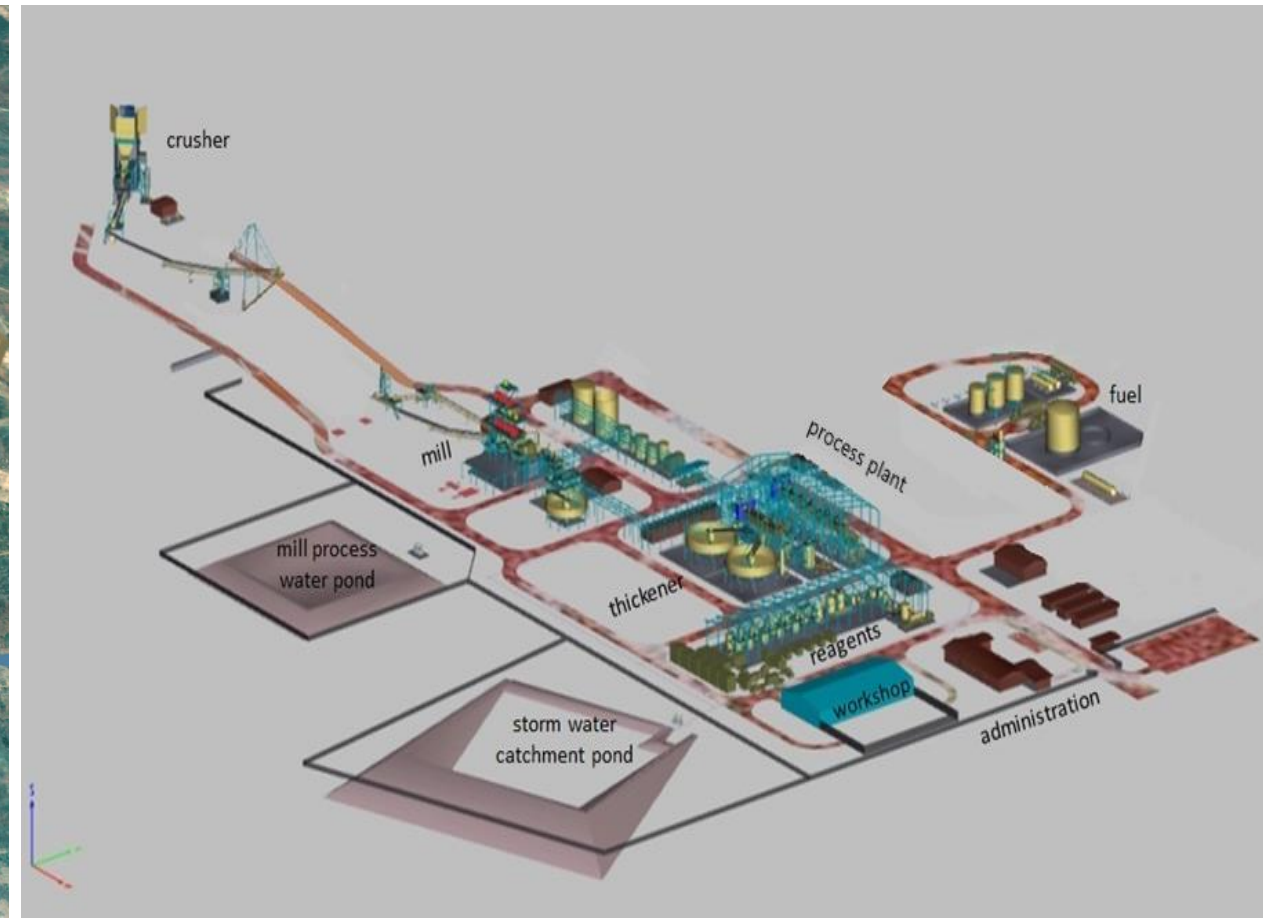 crusher
fuel
process plant
mill
mill process
water pond
thickener
reagents
workshop
administration
storm water
catchment pond